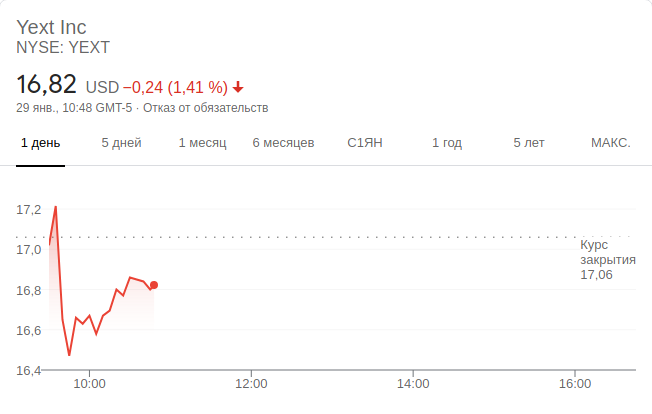 Yext Inc
NYSE: YEXT
16,82 USD −0,24 (1,41 %)
29 янв., 10:48 GMT-5 · Отказ от обязательств
1 день 5 дней 1 месяц 6 месяцев С1ЯН 1 год 5 лет МАКС.
17,2
17,0
16,8
16,6
16,4
Курс
закрытия
17,06
10:00 12:00 14:00 16:00